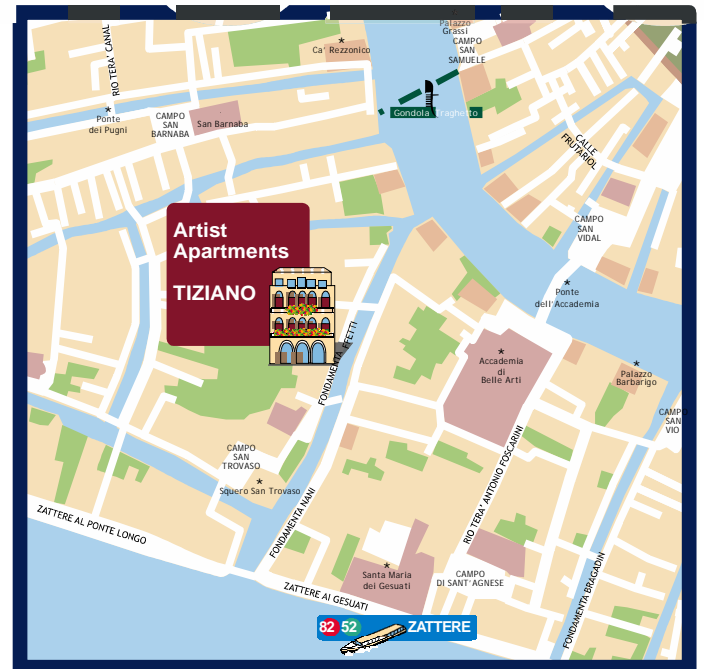 Palazzo
Grassi
CAMPO
SAN
SAMUELE
Ca' Rezzonico
RIO TERA' CANAL
Ponte
dei Pugni
CAMPO
SAN
BARNABA
San Barnaba
Gondola Traghetto
CALLE
FRUTARIOL
Artist
Apartments
TIZIANO
CAMPO
SAN
VIDAL
Ponte
dell'Accademia
FONDAMENTA
Accademia
di
Belle Arti
Palazzo
Barbarigo
CAMPO
SAN
VIO
CAMPO
SAN
TROVASO
Squero San Trovaso
RIO TERA' ANTONIO FOSCARINI
FONDAMENTA NANI
ZATTERE AL PONTE LONGO
Santa Maria
dei Gesuati
CAMPO
DI SANT'AGNESE
FONDAMENTA BRAGADIN
ZATTERE AI GESUATI
82 52 ZATTERE